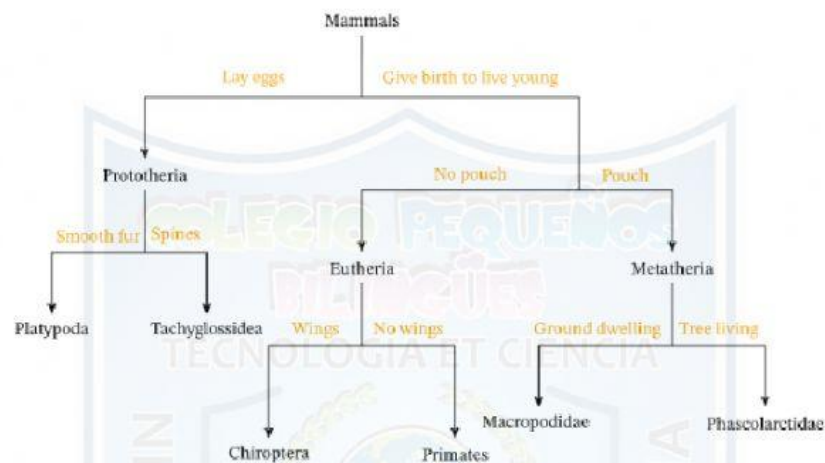 Mammals
Lay eggs Give birth to live young
Prototheria
No pouch Pouch
COLEGIO PEQUEÑOS
Smooth fur Spines
Eutheria Metatheria
BILINGÜES
Platypoda Tachyglossidea Wings No wings Ground dwelling Tree living
TECNOLOGIA ET CIENCIA
Macropodidae Phascolarctidae
Chiroptera Primates